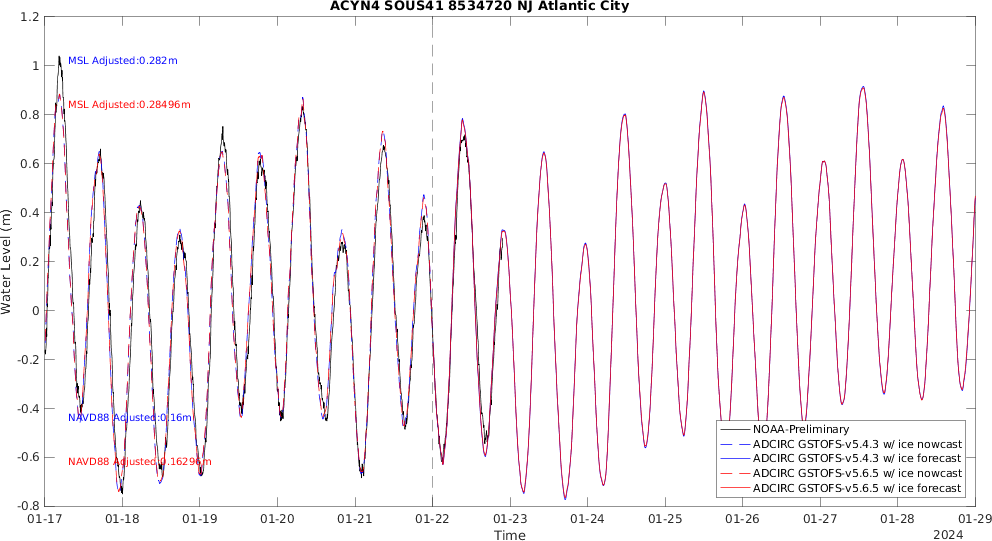 ACYN4 SOUS41 8534720 NJ Atlantic City
1.2
1
0.8
0.6
0.4
0.2
0
-0.2
-0.4
-0.6
-0.8
Water Level (m)
MSL Adjusted:0.282m
MSL Adjusted:0.28496m
NAVD88 Adjusted:0.16m
NAVD88 Adjusted:0.16296m
NOAA-Preliminary
ADCIRC GSTOFS-v5.4.3 w/ ice nowcast
ADCIRC GSTOFS-v5.4.3 w/ ice forecast
ADCIRC GSTOFS-v5.6.5 w/ ice nowcast
ADCIRC GSTOFS-v5.6.5 w/ ice forecast
01-17 01-18 01-19 01-20 01-21 01-22 01-23 01-24 01-25 01-26 01-27 01-28 01-29
Time
2024